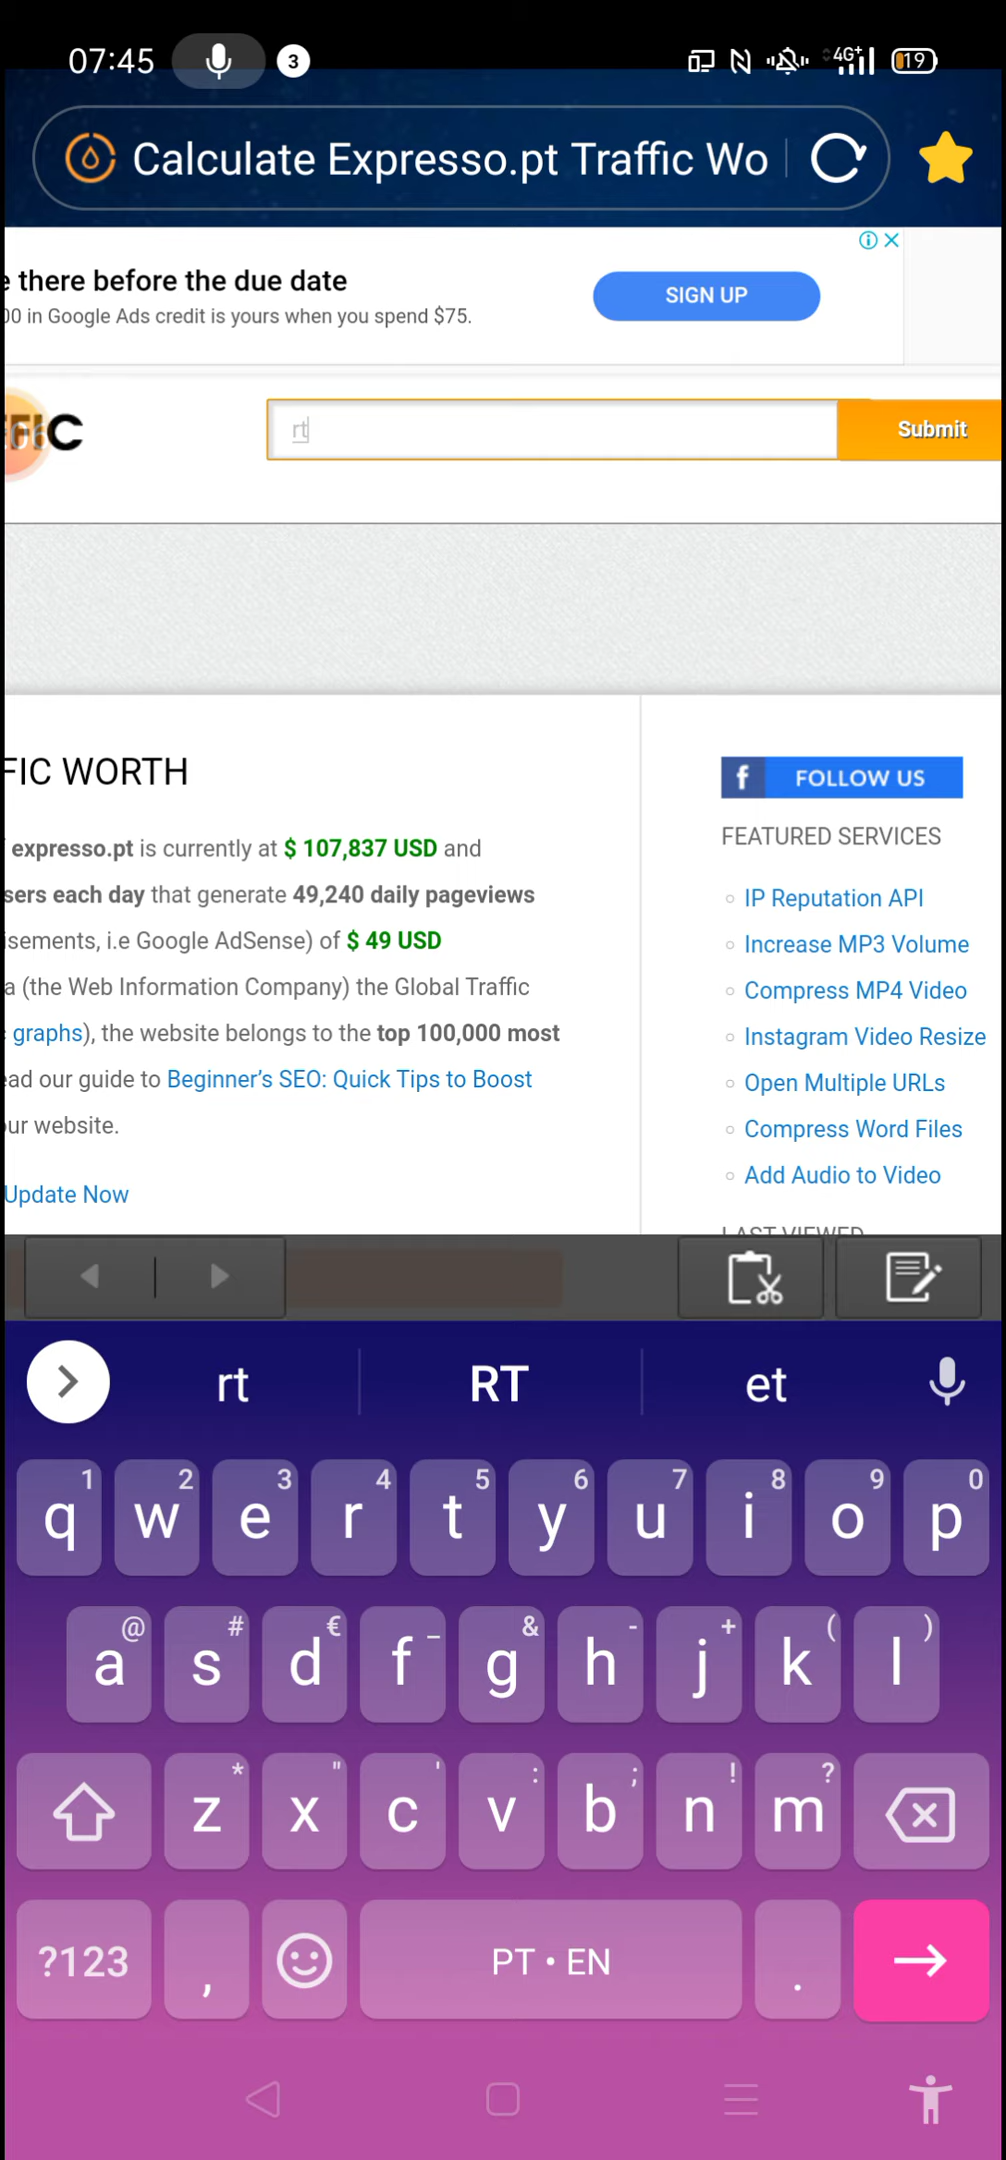 07:45 3 4G+ 19
Calculate Expresso.pt Traffic Wo
e there before the due date
00 in Google Ads credit is yours when you spend $75.
SIGN UP
FFIC
rt
Submit
FIC WORTH
expresso.pt is currently at $ 107,837 USD and
sers each day that generate 49,240 daily pageviews
isements, i.e Google AdSense) of $ 49 USD
a (the Web Information Company) the Global Traffic
graphs), the website belongs to the top 100,000 most
ead our guide to Beginner's SEO: Quick Tips to Boost
ur website.
Update Now
f FOLLOW US
FEATURED SERVICES
IP Reputation API
Increase MP3 Volume
Compress MP4 Video
Instagram Video Resize
Open Multiple URLs
Compress Word Files
Add Audio to Video
LAST VIEWED
rt RT et
1 2 3 4 5 6 7 8 9 0
q w e r t y u i o p
@ # € _ & - + ( )
a s d f g h j k l
* " ' : ; ! ?
z x c v b n m
?123 , PT • EN .